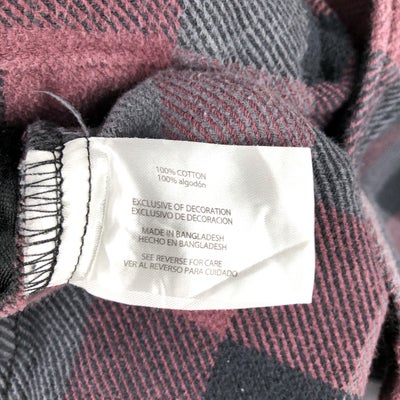 100% COTTON
100% algodón
EXCLUSIVE OF DECORATION
EXCLUSIVO DE DECORACIÓN
MADE IN BANGLADESH
HECHO EN BANGLADESH
SEE REVERSE FOR CARE
VER AL REVERSO PARA CUIDADO